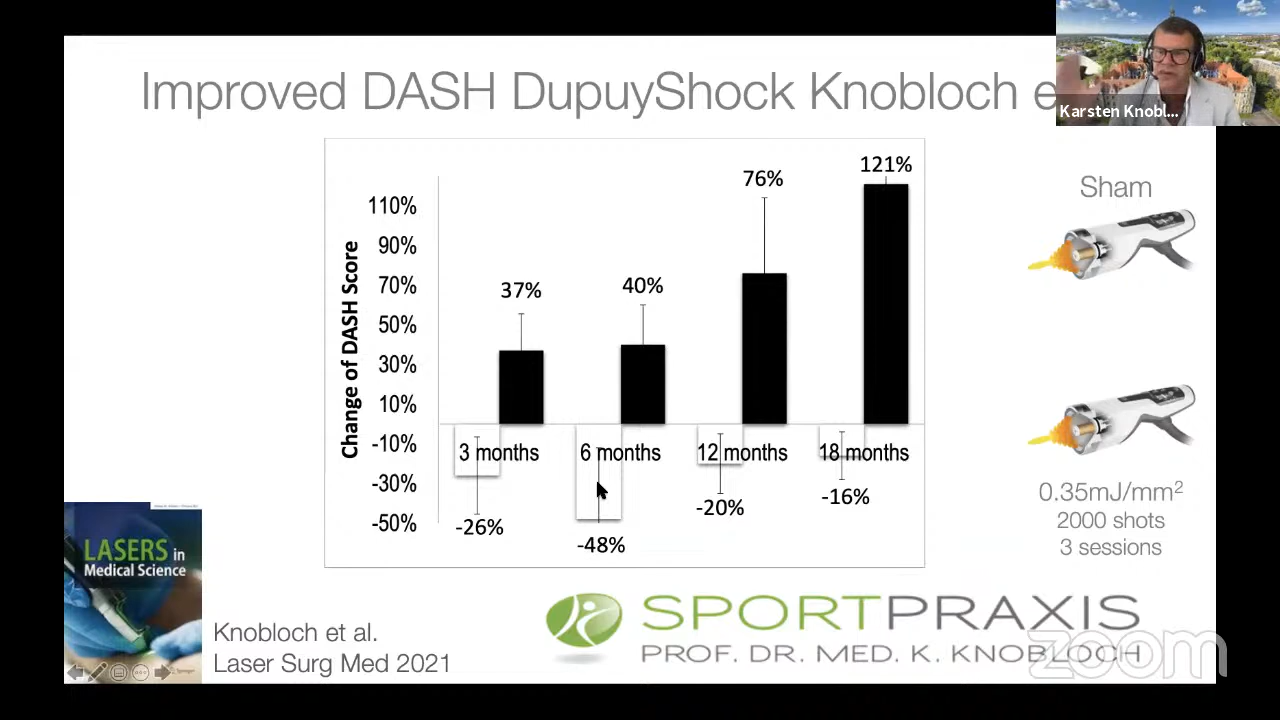 Improved DASH DupuyShock Knobloch e
Karsten Knobl...
Sham
Change of DASH Score
110%
90%
70%
50%
30%
10%
-10%
-30%
-50%
37%
40%
76%
121%
3 months
6 months
12 months
18 months
-26%
-48%
-20%
-16%
0.35mJ/mm²
2000 shots
3 sessions
LASERS in
Medical Science
Knobloch et al.
Laser Surg Med 2021
SPORTPRAXIS
PROF. DR. MED. K. KNOBLOCH
zoom